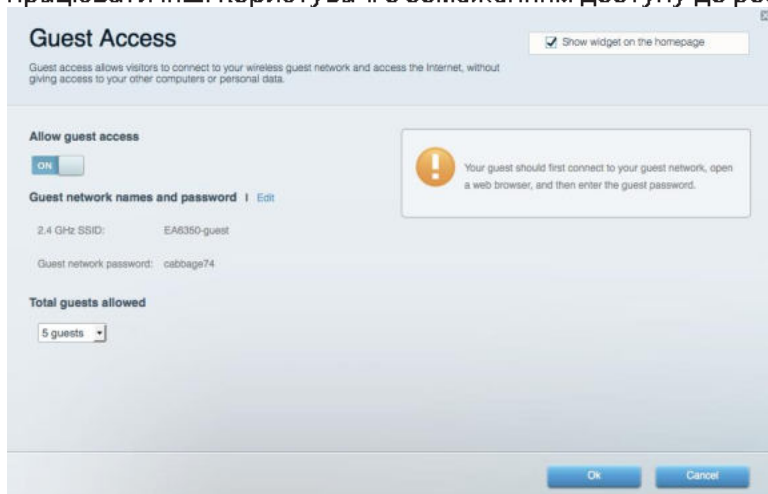 Guest Access
Show widget on the homepage
Guest access allows visitors to connect to your wireless guest network and access the Internet, without
giving access to your other computers or personal data.
Allow guest access
ON
Your guest should first connect to your guest network, open
a web browser, and then enter the guest password.
Guest network names and password | Edit
2.4 GHz SSID: EA6350-guest
Guest network password: cabbage74
Total guests allowed
5 guests
Ok Cancel